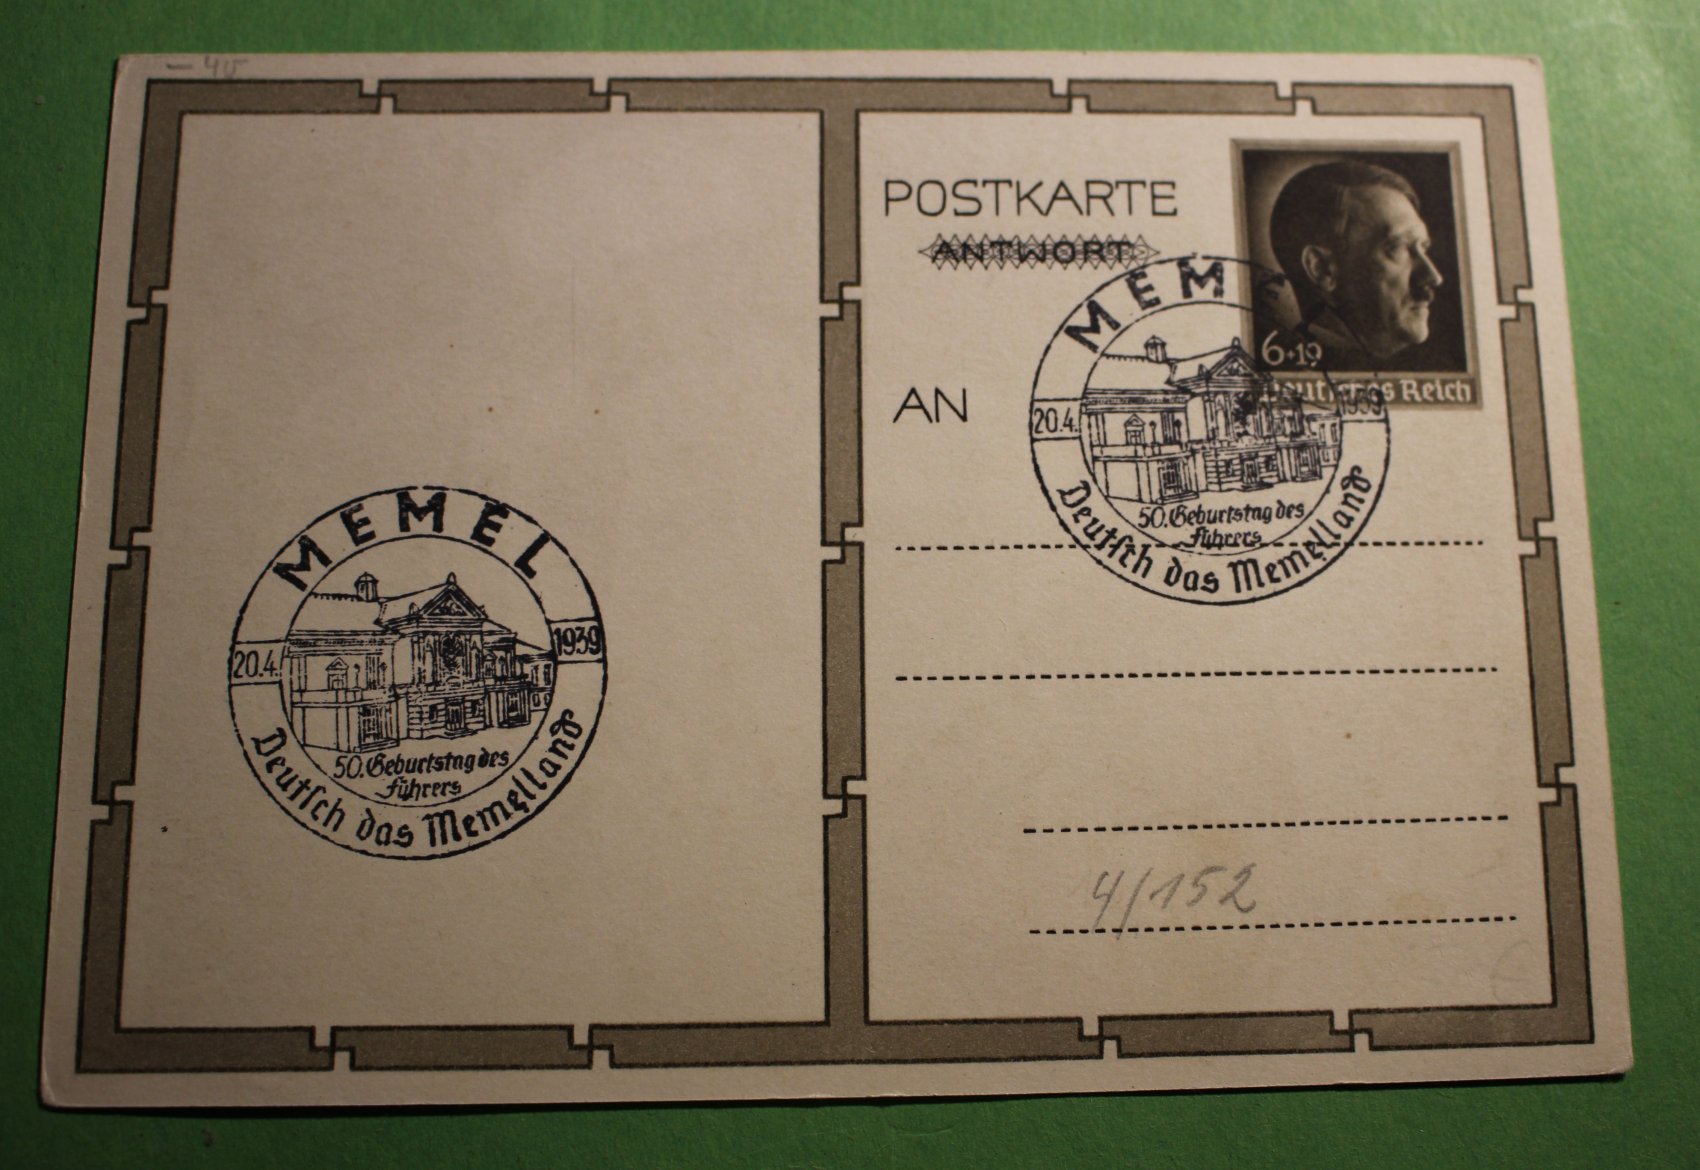 POSTKARTE
ANTWORT
AN
6+19
Deutsches Reich
MEMEL
20.4. 1939
50. Geburtstag des
Führers
Deutſch das Memelland
MEMEL
20.4. 1939
50. Geburtstag des
Führers
Deutſch das Memelland
4/152